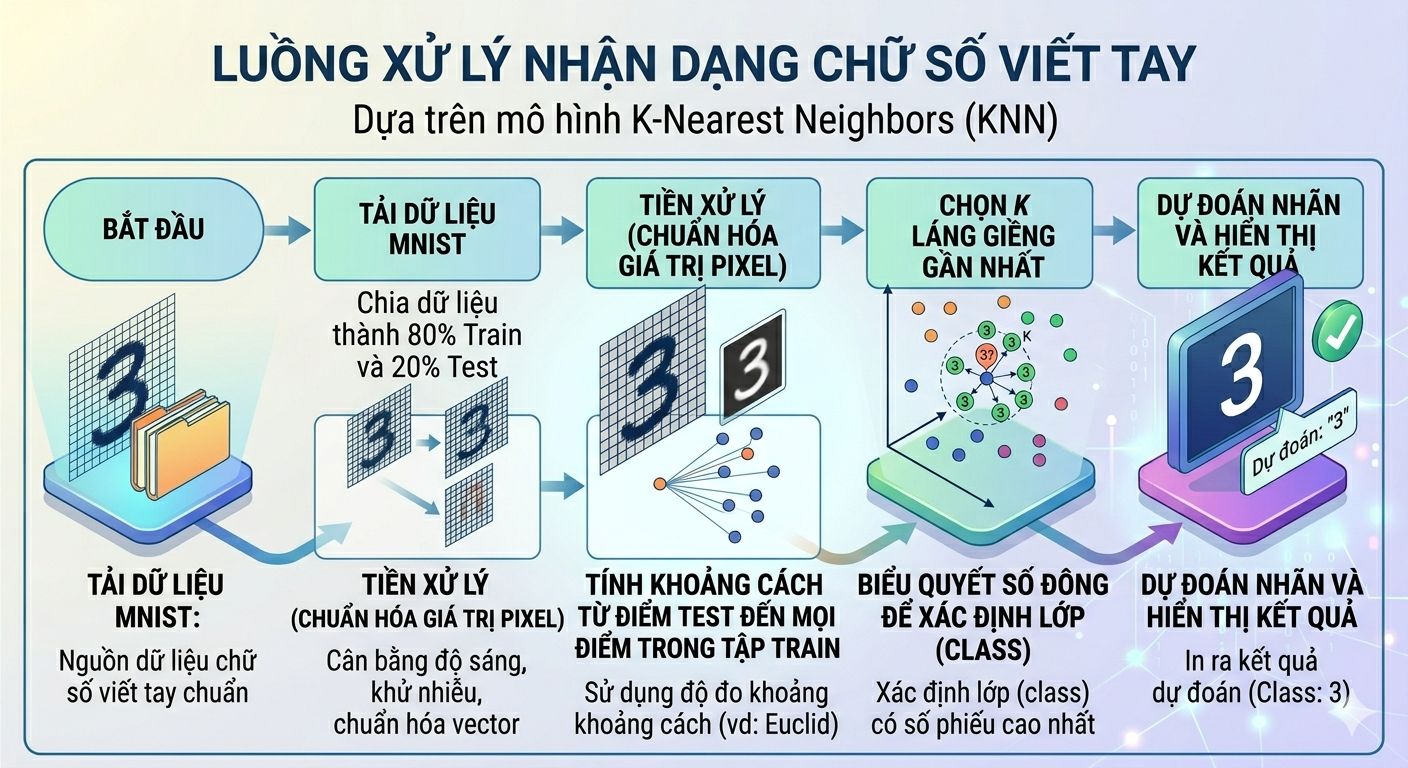 LUỒNG XỬ LÝ NHẬN DẠNG CHỮ SỐ VIẾT TAY
Dựa trên mô hình K-Nearest Neighbors (KNN)
BẮT ĐẦU
TẢI DỮ LIỆU
MNIST
TIỀN XỬ LÝ
(CHUẨN HÓA
GIÁ TRỊ PIXEL)
CHỌN K
LÁNG GIỀNG
GẦN NHẤT
DỰ ĐOÁN NHÃN
VÀ HIỂN THỊ
KẾT QUẢ
Chia dữ liệu
thành 80% Train
và 20% Test
3
3
3
3
3
3
3
3
K
3?
3
3
3
3
3
3
Dự đoán: "3"
TẢI DỮ LIỆU
MNIST:
Nguồn dữ liệu chữ
số viết tay chuẩn
TIỀN XỬ LÝ
(CHUẨN HÓA GIÁ TRỊ PIXEL)
Cân bằng độ sáng,
khử nhiễu,
chuẩn hóa vector
TÍNH KHOẢNG CÁCH
TỪ ĐIỂM TEST ĐẾN MỌI
ĐIỂM TRONG TẬP TRAIN
Sử dụng độ đo khoảng
khoảng cách (vd: Euclid)
BIỂU QUYẾT SỐ ĐÔNG
ĐỂ XÁC ĐỊNH LỚP
(CLASS)
Xác định lớp (class)
có số phiếu cao nhất
DỰ ĐOÁN NHÃN VÀ
HIỂN THỊ KẾT QUẢ
In ra kết quả
dự đoán (Class: 3)